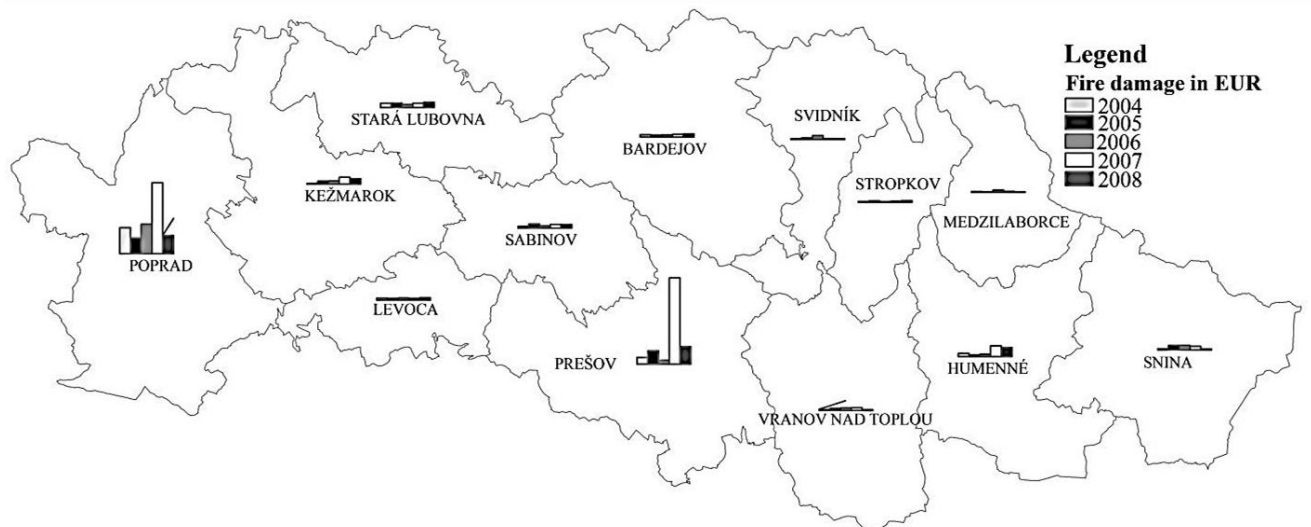 Legend
Fire damage in EUR
2004
2005
2006
2007
2008
STARÁ LUBOVNA
BARDEJOV
SVIDNÍK
STROPKOV
KEŽMAROK
MEDZILABORCE
SABINOV
POPRAD
LEVOCA
PREŠOV
HUMENNÉ
SNINA
VRANOV NAD TOPLOU